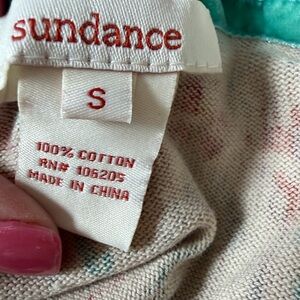 sundance
S
100% COTTON
RN# 106205
MADE IN CHINA